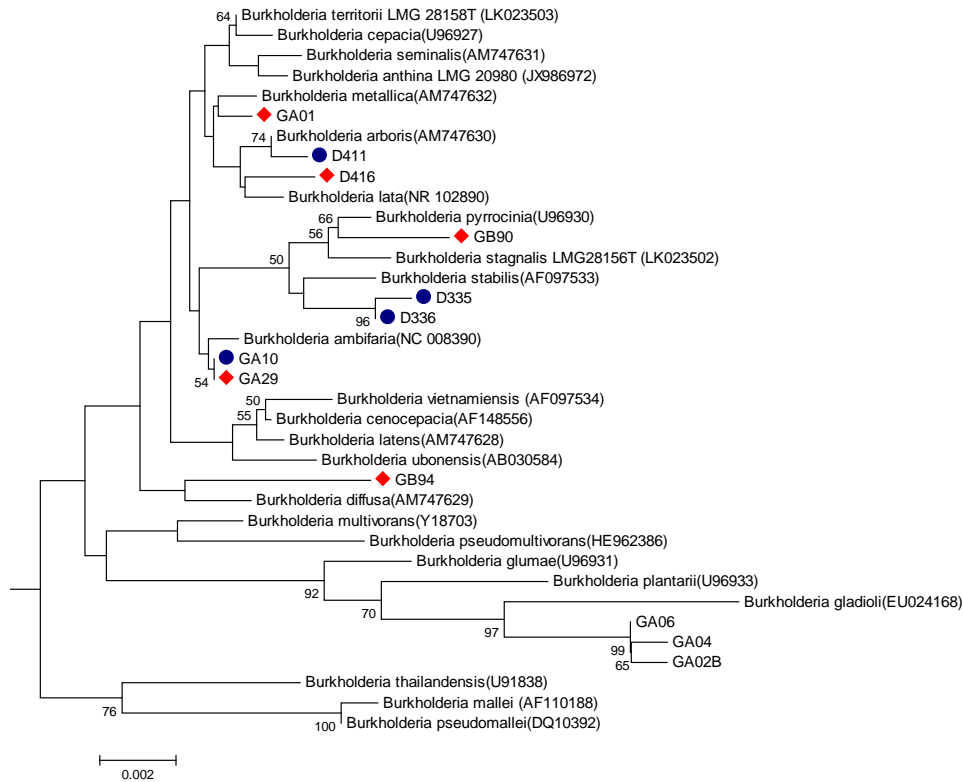 64
Burkholderia territorii LMG 28158T (LK023503)
Burkholderia cepacia(U96927)
Burkholderia seminalis(AM747631)
Burkholderia anthina LMG 20980 (JX986972)
Burkholderia metallica(AM747632)
GA01
Burkholderia arboris(AM747630)
74
D411
D416
Burkholderia lata(NR 102890)
Burkholderia pyrrocinia(U96930)
66
GB90
56
Burkholderia stagnalis LMG28156T (LK023502)
50
Burkholderia stabilis(AF097533)
D335
D336
96
Burkholderia ambifaria(NC 008390)
GA10
GA29
54
Burkholderia vietnamiensis (AF097534)
50
Burkholderia cenocepacia(AF148556)
55
Burkholderia latens(AM747628)
Burkholderia ubonensis(AB030584)
GB94
Burkholderia diffusa(AM747629)
Burkholderia multivorans(Y18703)
Burkholderia pseudomultivorans(HE962386)
Burkholderia glumae(U96931)
Burkholderia plantarii(U96933)
92
Burkholderia gladioli(EU024168)
70
GA06
97
GA04
99
GA02B
65
Burkholderia thailandensis(U91838)
Burkholderia mallei (AF110188)
76
Burkholderia pseudomallei(DQ10392)
100
0.002